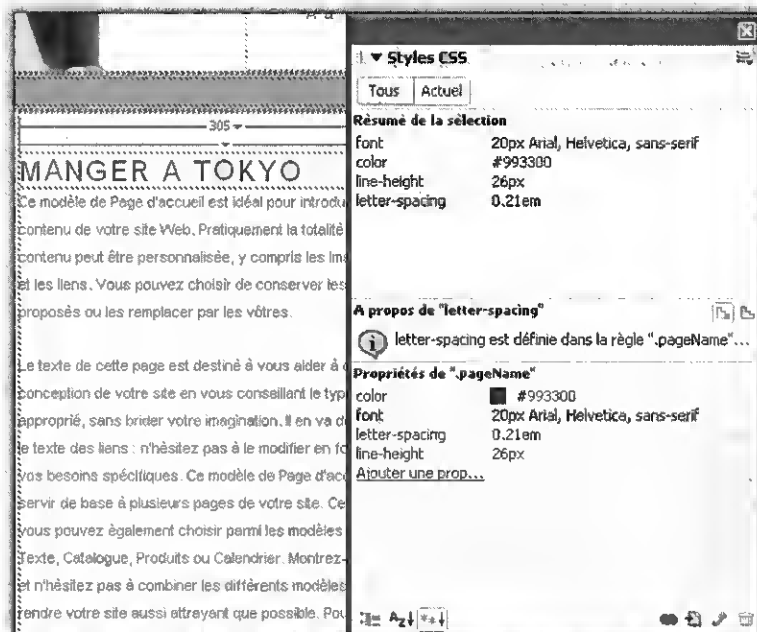 305
MANGER A TOKYO
Ce modèle de Page d'accueil est idéal pour introdu
contenu de votre site Web. Pratiquement la totalité
contenu peut être personnalisée, y compris les
et les liens. Vous pouvez choisir de conserver les
proposés ou les remplacer par les vôtres.
Le texte de cette page est destiné à vous aider à
conception de votre site en vous conseillant le typ
approprié, sans brider votre imagination. Il en va d
le texte des liens : n'hésitez pas à le modifier en fo
vos besoins spécifiques. Ce modèle de Page d'acc
servir de base à plusieurs pages de votre site. Ce
vous pouvez également choisir parmi les modèles
Texte, Catalogue, Produits ou Calendrier. Montrez-
et n'hésitez pas à combiner les différents modèles
rendre votre site aussi attrayant que possible. Pou
Styles CSS
Tous Actuel
Résumé de la sélection
font 20px Arial, Helvetica, sans-serif
color #993300
line-height 26px
letter-spacing 0.21em
A propos de "letter-spacing"
letter-spacing est définie dans la règle ".pageName"...
Propriétés de ".pageName"
color #993300
font 20px Arial, Helvetica, sans-serif
letter-spacing 0.21em
line-height 26px
Ajouter une prop...